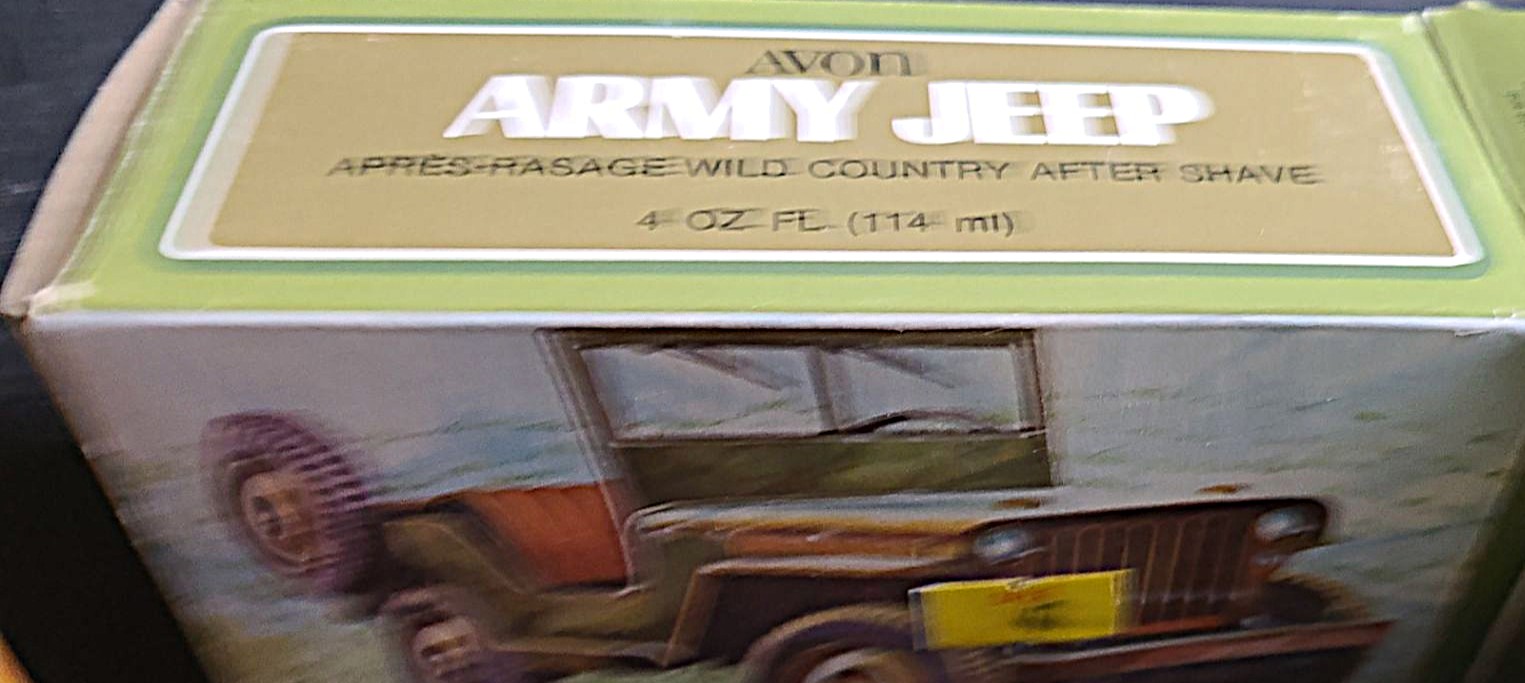 AVON
ARMY JEEP
APRÈS-RASAGE WILD COUNTRY AFTER SHAVE
4 OZ FL. (114 ml)